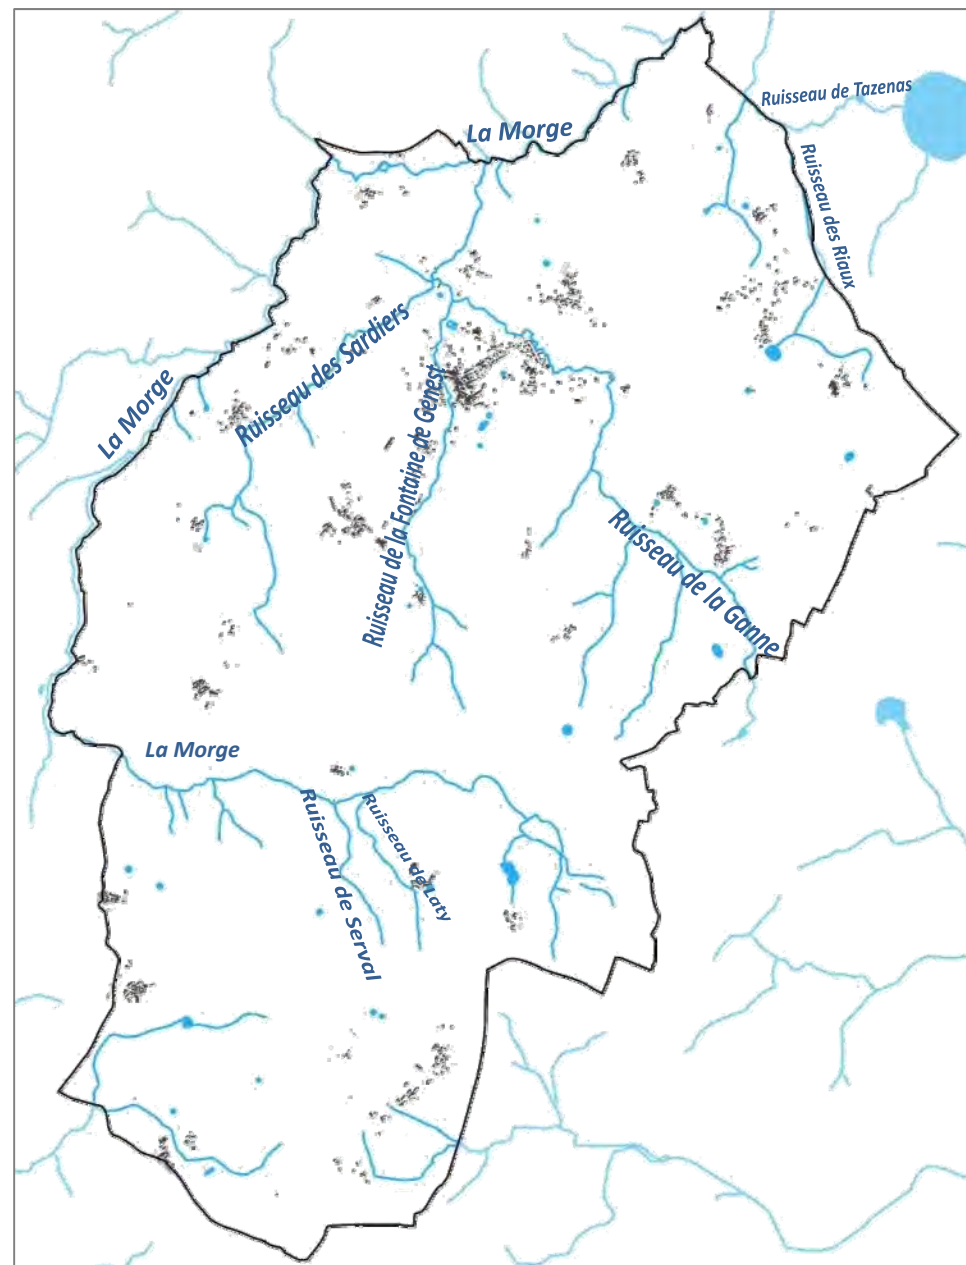 Ruisseau de Tazenas
La Morge
Ruisseau des Riaux
Ruisseau des Sardiers
La Morge
Ruisseau de la Fontaine de Genest
Ruisseau de la Ganne
La Morge
Ruisseau de Serval
Ruisseau de Laty